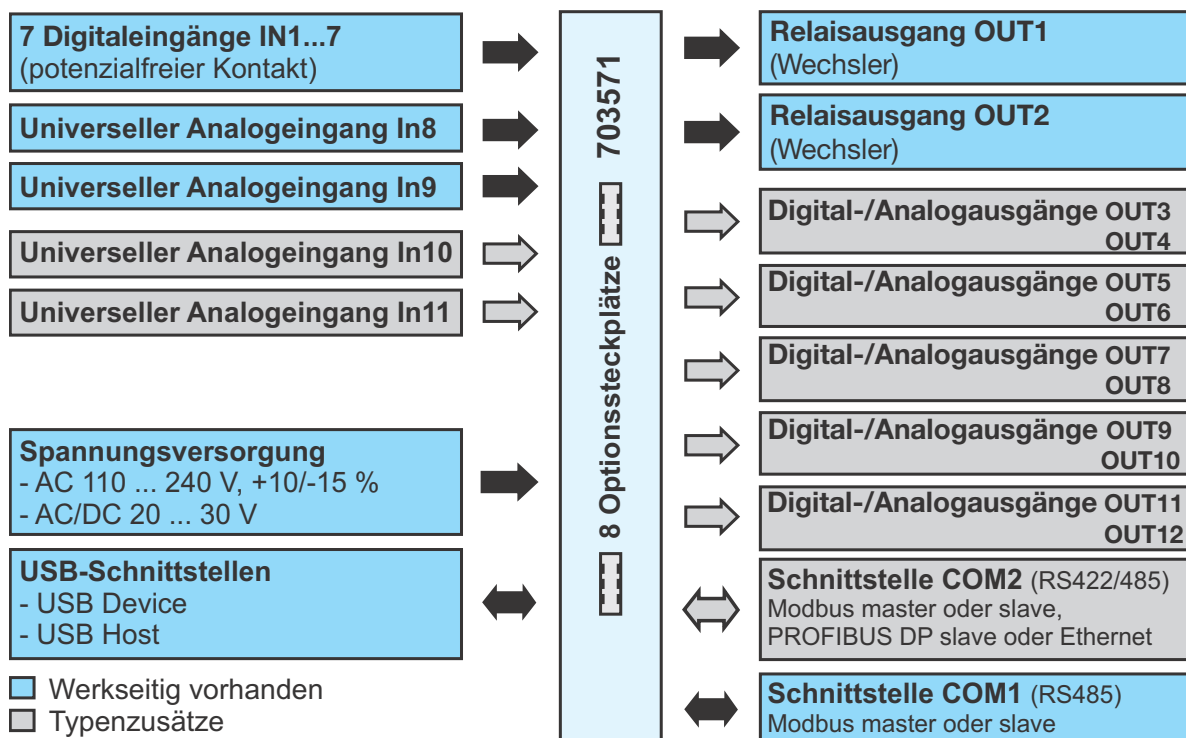 7 Digitaleingänge IN1...7
(potenzialfreier Kontakt)
Universeller Analogeingang In8
Universeller Analogeingang In9
Universeller Analogeingang In10
Universeller Analogeingang In11
Spannungsversorgung
- AC 110 ... 240 V, +10/-15 %
- AC/DC 20 ... 30 V
USB-Schnittstellen
- USB Device
- USB Host
Werkseitig vorhanden
Typenzusätze
703571
8 Optionssteckplätze
Relaisausgang OUT1
(Wechsler)
Relaisausgang OUT2
(Wechsler)
Digital-/Analogausgänge OUT3
OUT4
Digital-/Analogausgänge OUT5
OUT6
Digital-/Analogausgänge OUT7
OUT8
Digital-/Analogausgänge OUT9
OUT10
Digital-/Analogausgänge OUT11
OUT12
Schnittstelle COM2 (RS422/485)
Modbus master oder slave,
PROFIBUS DP slave oder Ethernet
Schnittstelle COM1 (RS485)
Modbus master oder slave